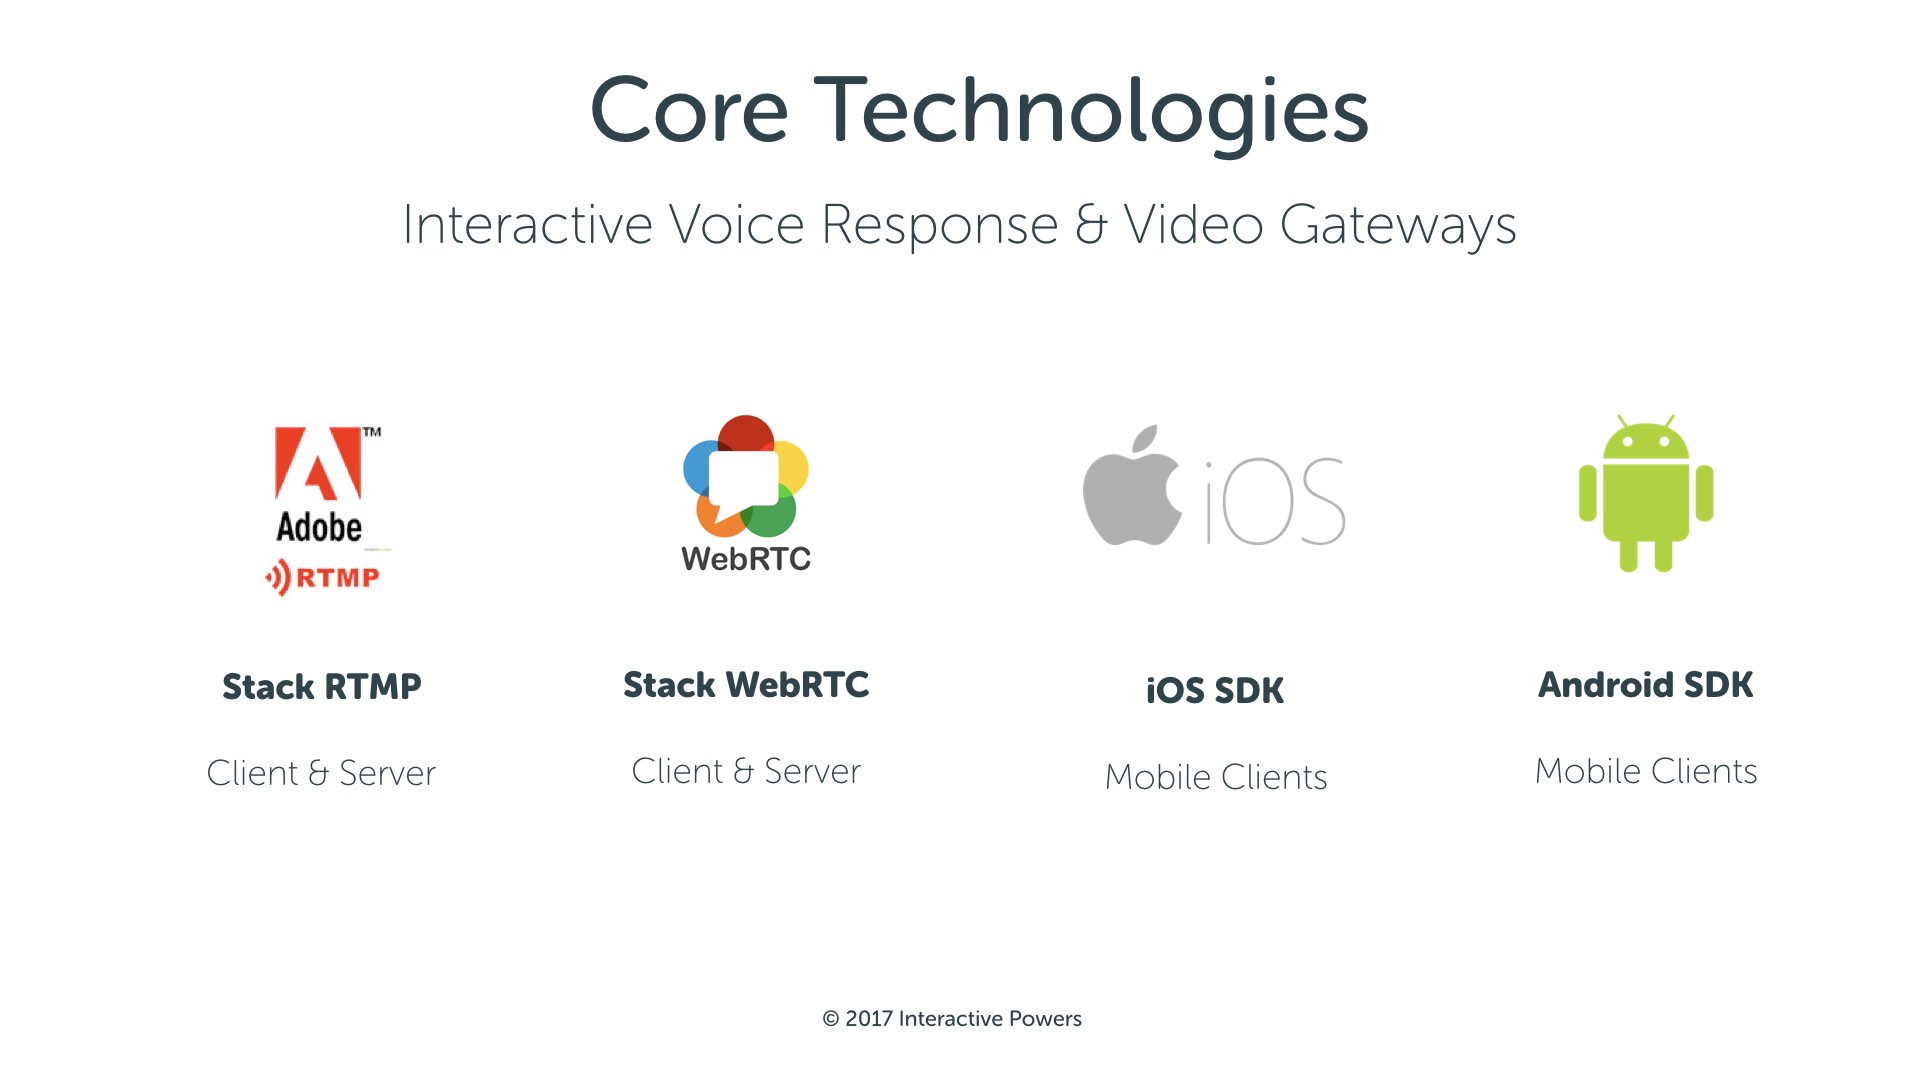 Core Technologies
Interactive Voice Response & Video Gateways
TM
Adobe
RTMP
WebRTC
iOS
Stack RTMP
Stack WebRTC
iOS SDK
Android SDK
Client & Server
Client & Server
Mobile Clients
Mobile Clients
© 2017 Interactive Powers